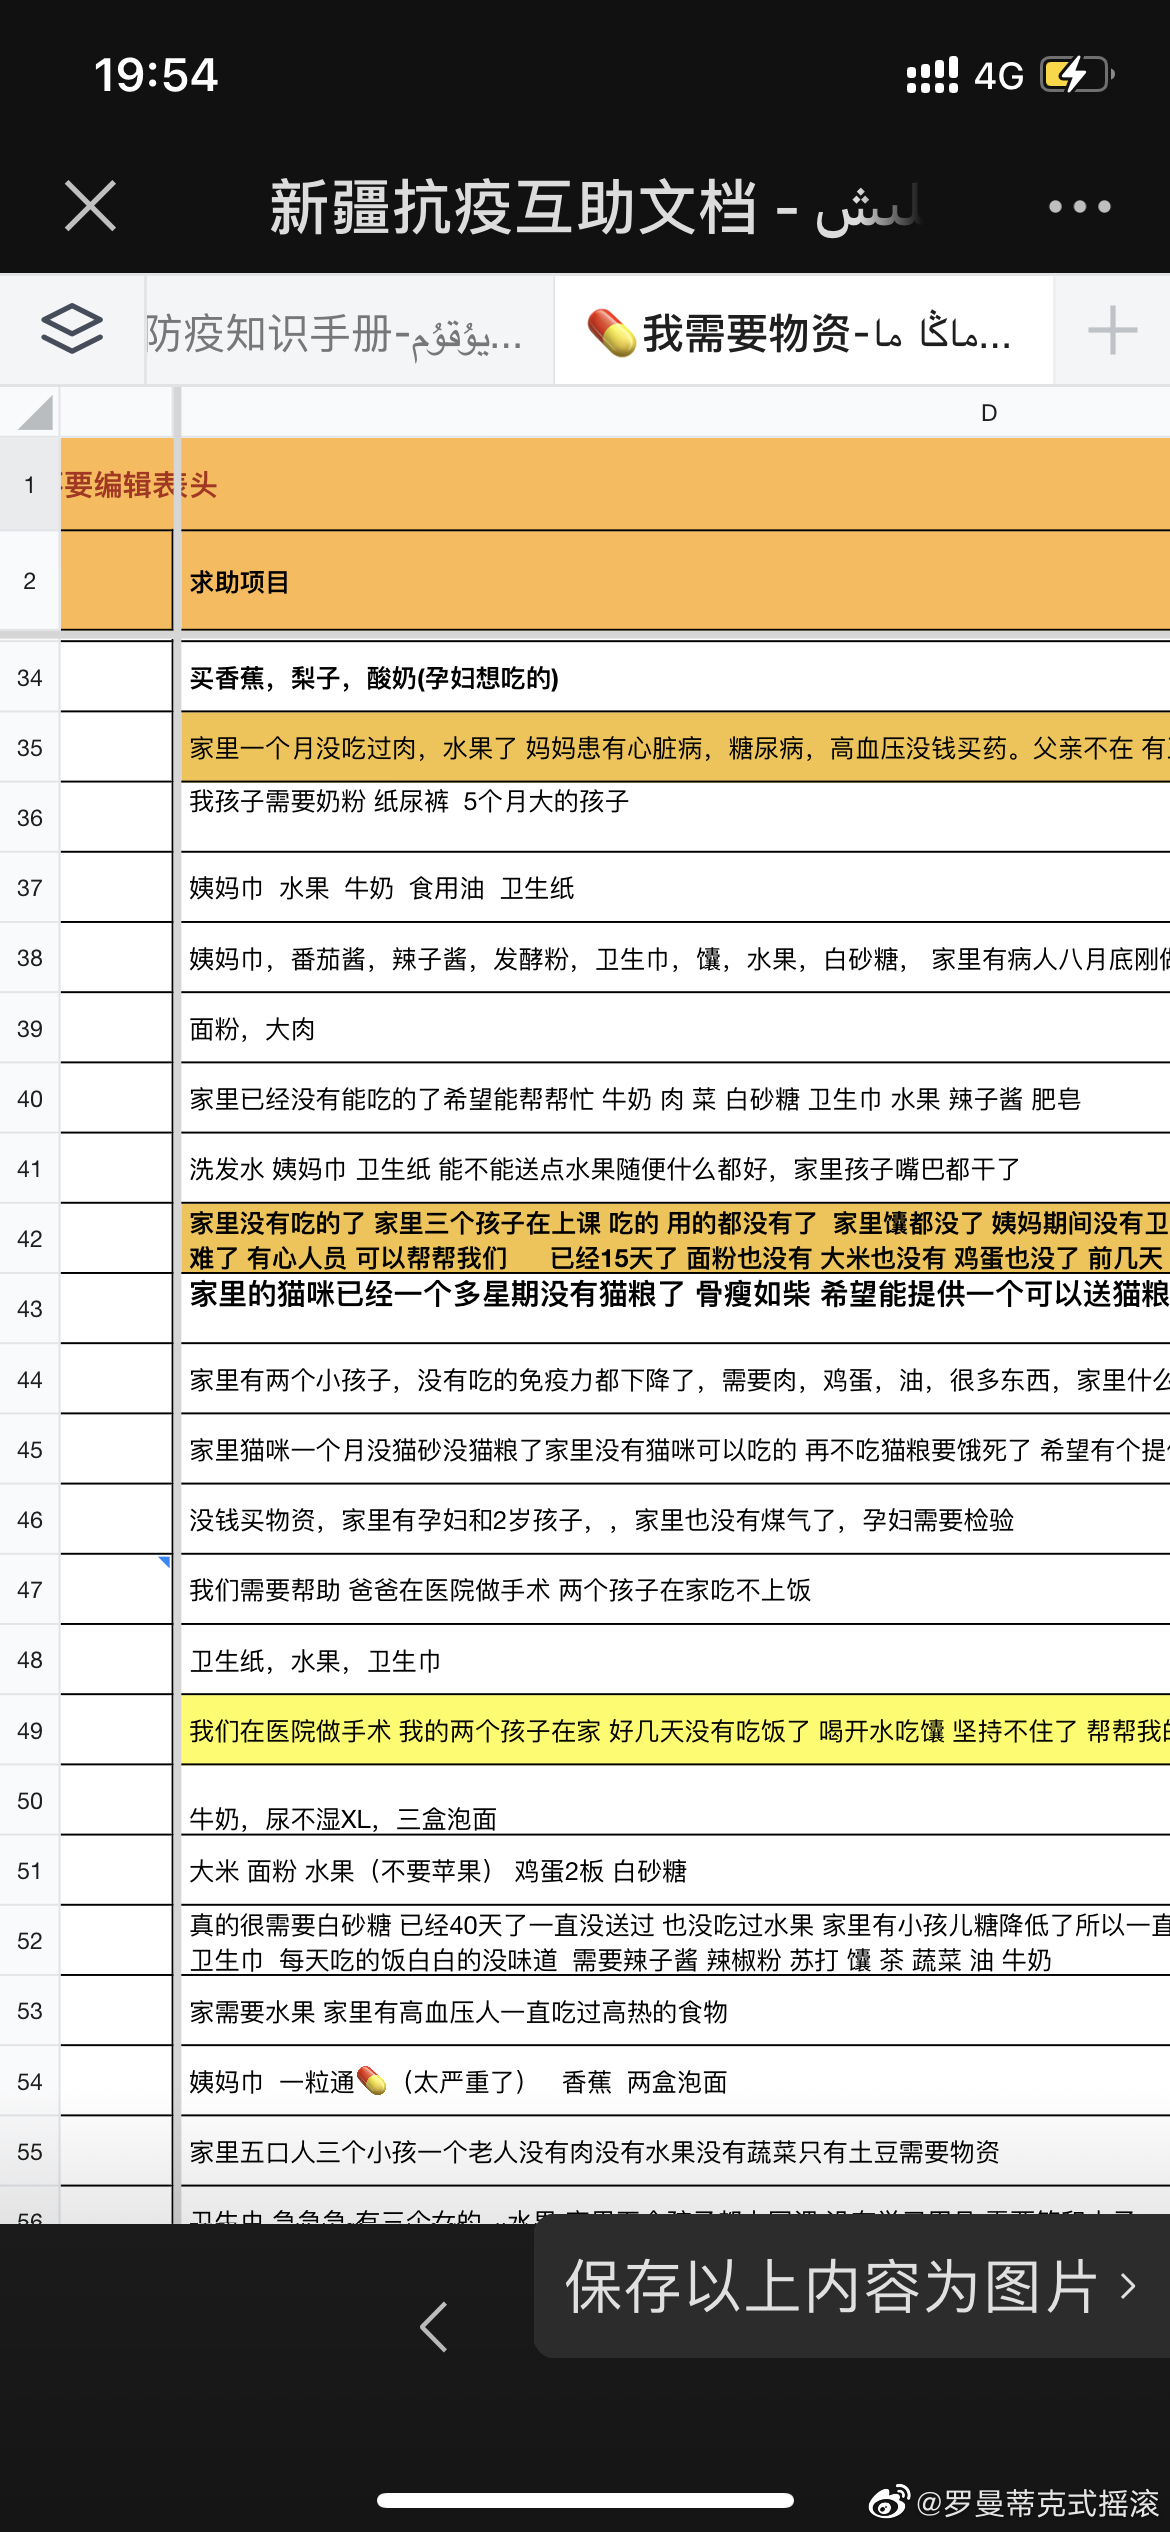 19:54
4G
新疆抗疫互助文档 -
防疫知识手册-يۇقۇم...
我需要物资-ماڭا ما...
D
1
要编辑表头
2
求助项目
34
买香蕉，梨子，酸奶(孕妇想吃的)
35
家里一个月没吃过肉，水果了 妈妈患有心脏病，糖尿病，高血压没钱买药。父亲不在 有
36
我孩子需要奶粉 纸尿裤 5个月大的孩子
37
姨妈巾 水果 牛奶 食用油 卫生纸
38
姨妈巾，番茄酱，辣子酱，发酵粉，卫生巾，馕，水果，白砂糖， 家里有病人八月底刚做
39
面粉，大肉
40
家里已经没有能吃的了希望能帮帮忙 牛奶 肉 菜 白砂糖 卫生巾 水果 辣子酱 肥皂
41
洗发水 姨妈巾 卫生纸 能不能送点水果随便什么都好，家里孩子嘴巴都干了
42
家里没有吃的了 家里三个孩子在上课 吃的 用的都没有了 家里馕都没了 姨妈期间没有卫
难了 有心人员 可以帮帮我们 已经15天了 面粉也没有 大米也没有 鸡蛋也没了 前几天
43
家里的猫咪已经一个多星期没有猫粮了 骨瘦如柴 希望能提供一个可以送猫粮
44
家里有两个小孩子，没有吃的免疫力都下降了，需要肉，鸡蛋，油，很多东西，家里什么
45
家里猫咪一个月没猫砂没猫粮了家里没有猫咪可以吃的 再不吃猫粮要饿死了 希望有个提
46
没钱买物资，家里有孕妇和2岁孩子，，家里也没有煤气了，孕妇需要检验
47
我们需要帮助 爸爸在医院做手术 两个孩子在家吃不上饭
48
卫生纸，水果，卫生巾
49
我们在医院做手术 我的两个孩子在家 好几天没有吃饭了 喝开水吃馕 坚持不住了 帮帮我
50
牛奶，尿不湿XL，三盒泡面
51
大米 面粉 水果（不要苹果） 鸡蛋2板 白砂糖
52
真的很需要白砂糖 已经40天了一直没送过 也没吃过水果 家里有小孩儿糖降低了所以一直
卫生巾 每天吃的饭白白的没味道 需要辣子酱 辣椒粉 苏打 馕 茶 蔬菜 油 牛奶
53
家需要水果 家里有高血压人一直吃过高热的食物
54
姨妈巾 一粒通💊（太严重了） 香蕉 两盒泡面
55
家里五口人三个小孩一个老人没有肉没有水果没有蔬菜只有土豆需要物资
56
卫生巾 急急急 有三个女的
保存以上内容为图片
@罗曼蒂克式摇滚